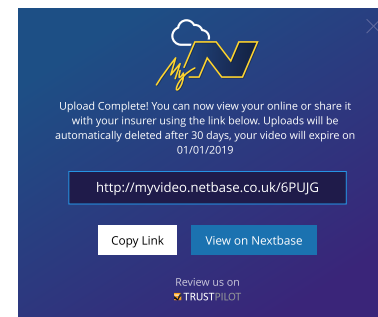 My N
Upload Complete! You can now view your online or share it
with your insurer using the link below. Uploads will be
automatically deleted after 30 days, your video will expire on
01/01/2019
http://myvideo.netbase.co.uk/6PUJG
Copy Link
View on Nextbase
Review us on
TRUSTPILOT